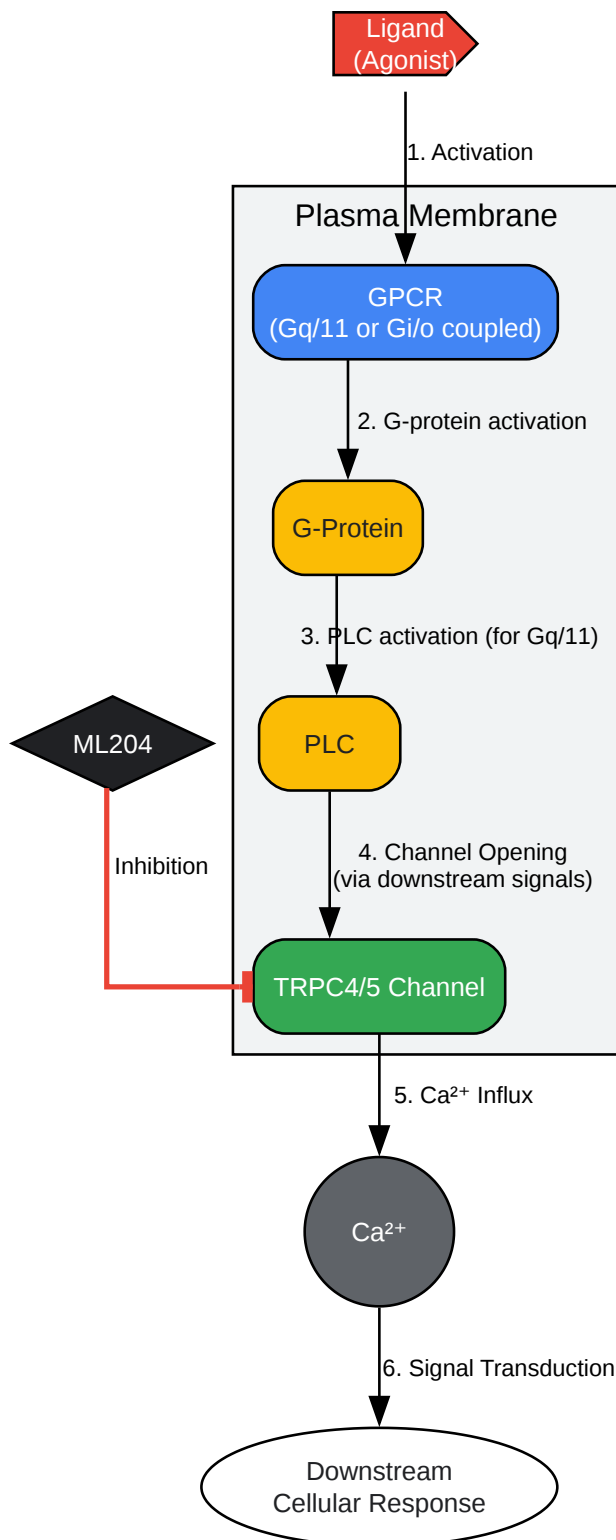 Ligand
(Agonist)
1. Activation
Plasma Membrane
GPCR
(Gq/11 or Gi/o coupled)
2. G-protein activation
G-Protein
3. PLC activation (for Gq/11)
ML204
PLC
Inhibition
4. Channel Opening
(via downstream signals)
TRPC4/5 Channel
5. Ca²⁺ Influx
Ca²⁺
6. Signal Transduction
Downstream
Cellular Response